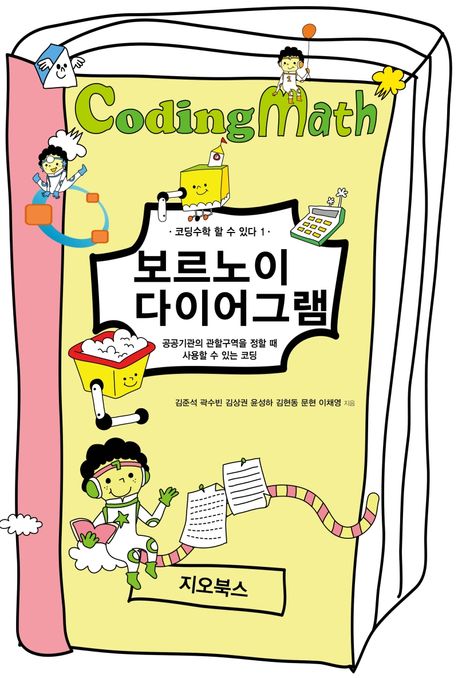 CodingMath
· 코딩수학 할 수 있다 1 ·
보르노이
다이어그램
공공기관의 관할구역을 정할 때
사용할 수 있는 코딩
김준석 곽수빈 김상권 윤성하 김현동 문현 이채영 지음
지오북스